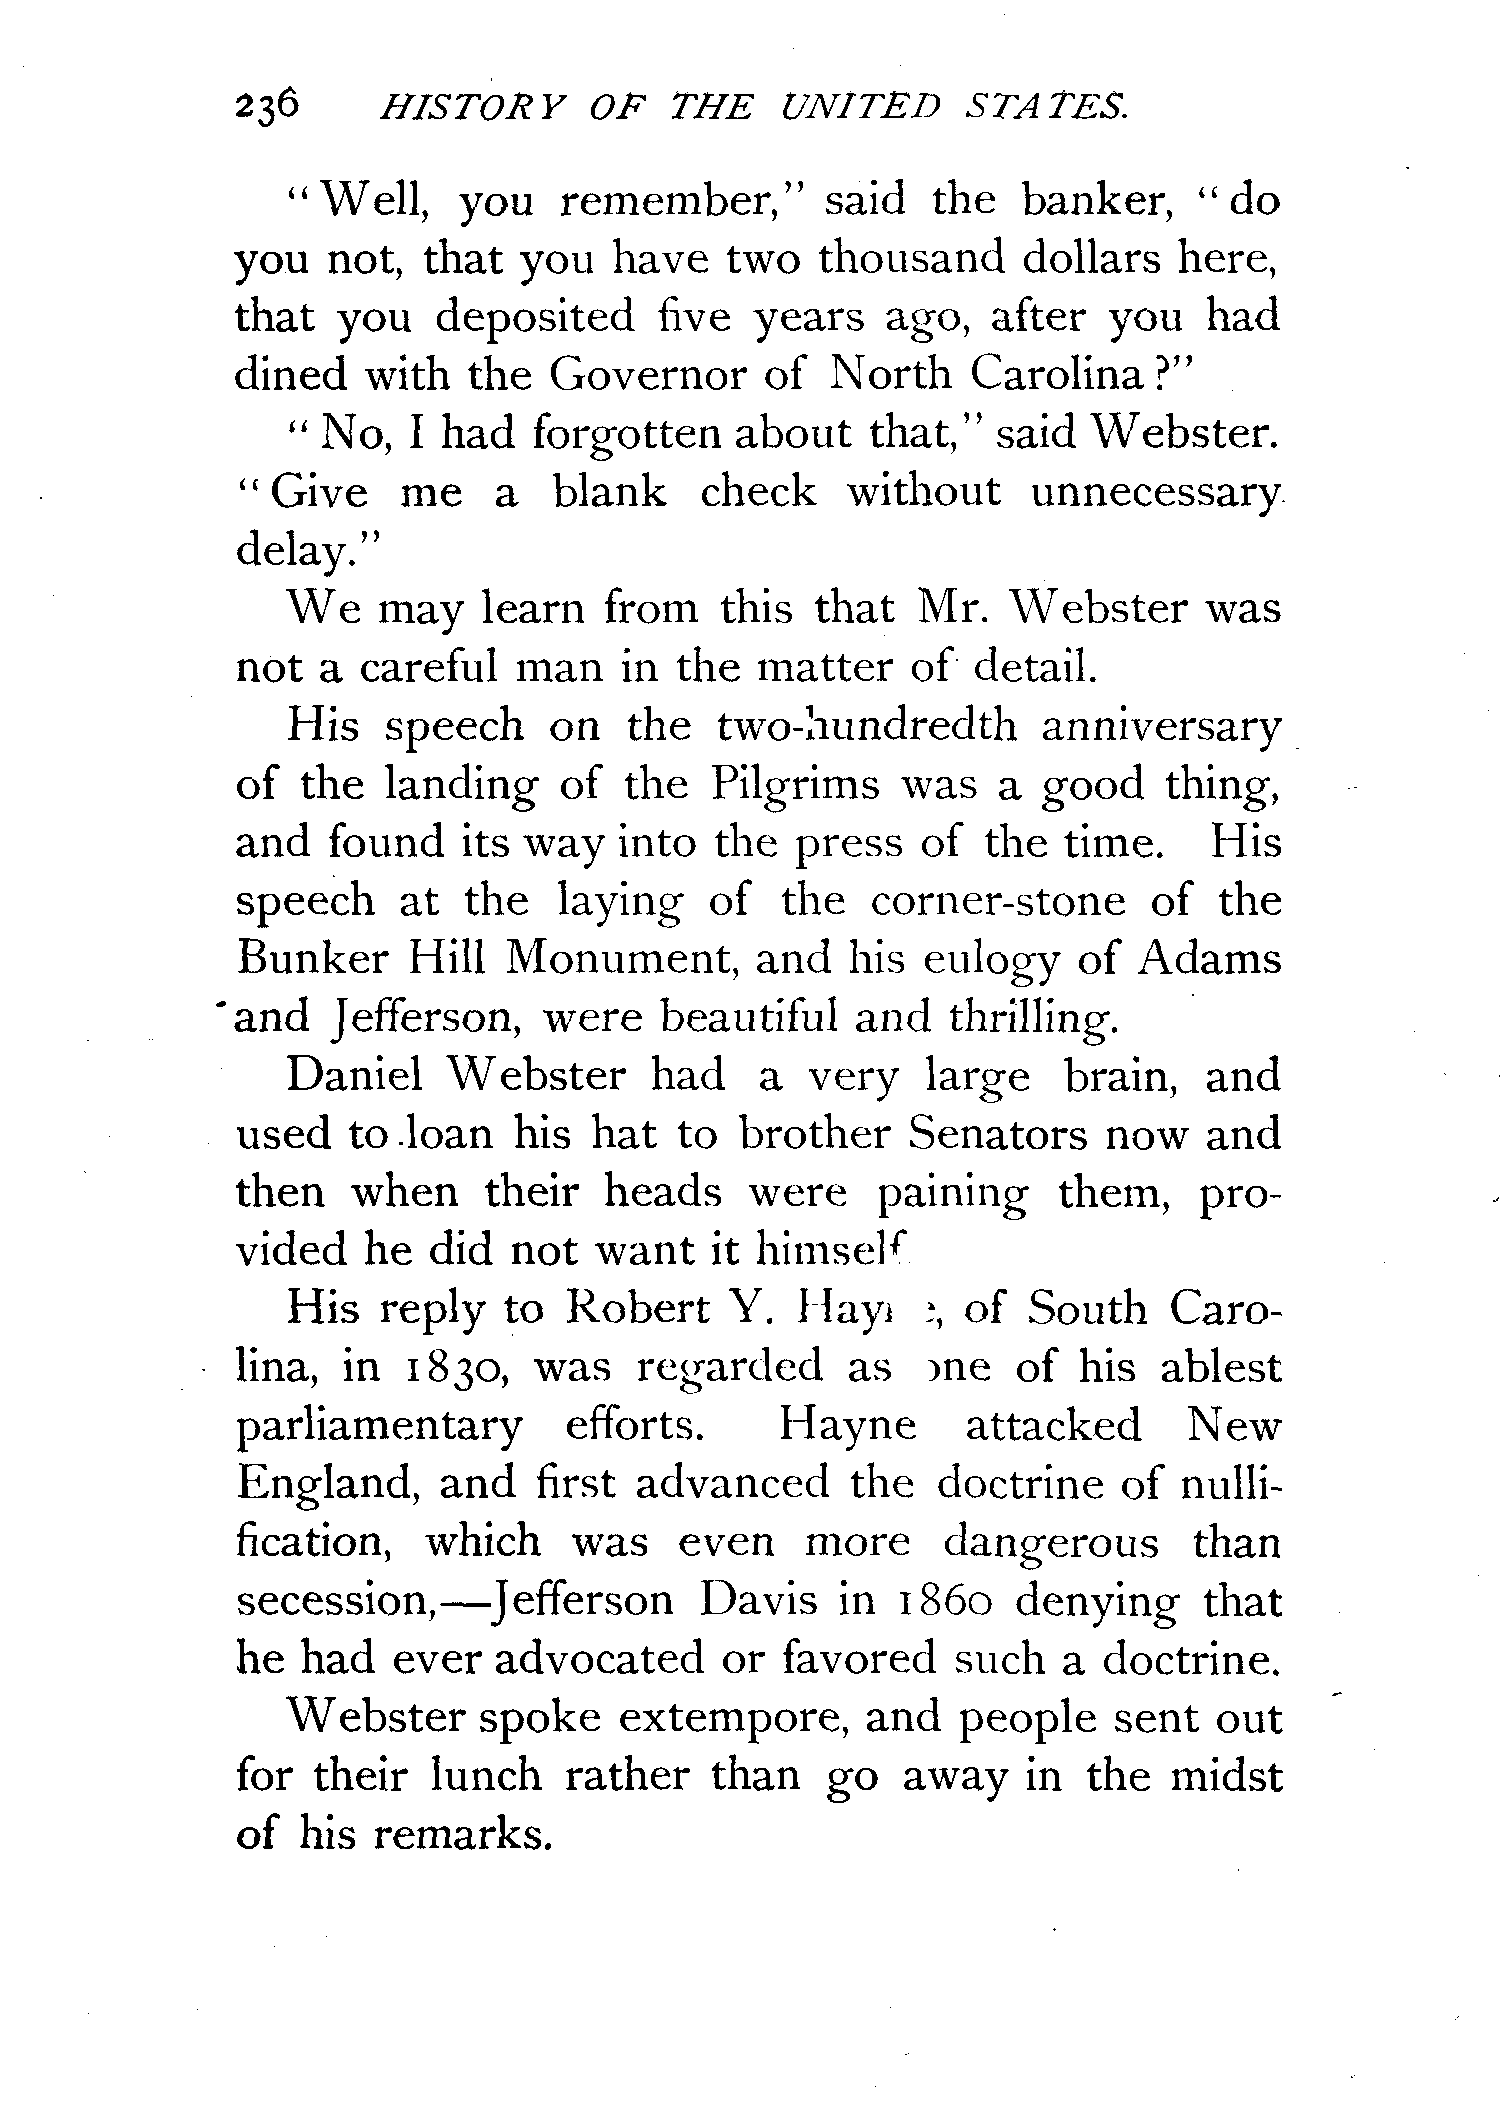 236 HISTORY OF THE UNITED STATES.
“Well, you remember,” said the banker, “do
you not, that you have two thousand dollars here,
that you deposited five years ago, after you had
dined with the Governor of North Carolina?”
“No, I had forgotten about that,” said Webster.
“Give me a blank check without unnecessary
delay.”
We may learn from this that Mr. Webster was
not a careful man in the matter of detail.
His speech on the two-hundredth anniversary
of the landing of the Pilgrims was a good thing,
and found its way into the press of the time. His
speech at the laying of the corner-stone of the
Bunker Hill Monument, and his eulogy of Adams
and Jefferson, were beautiful and thrilling.
Daniel Webster had a very large brain, and
used to loan his hat to brother Senators now and
then when their heads were paining them, pro-
vided he did not want it himself
His reply to Robert Y. Hayne, of South Caro-
lina, in 1830, was regarded as one of his ablest
parliamentary efforts. Hayne attacked New
England, and first advanced the doctrine of nulli-
fication, which was even more dangerous than
secession,—Jefferson Davis in 1860 denying that
he had ever advocated or favored such a doctrine.
Webster spoke extempore, and people sent out
for their lunch rather than go away in the midst
of his remarks.